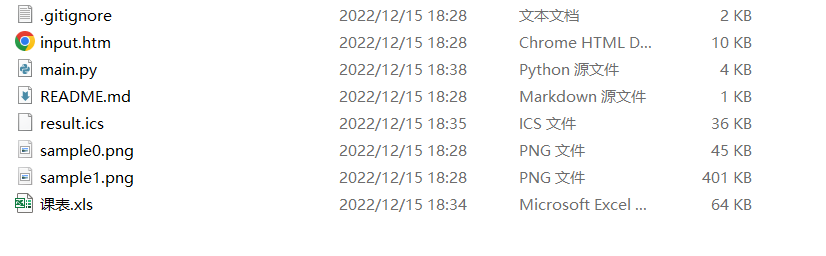 .gitignore 2022/12/15 18:28 文本文档 2 KB
input.htm 2022/12/15 18:28 Chrome HTML D... 10 KB
main.py 2022/12/15 18:38 Python 源文件 4 KB
README.md 2022/12/15 18:28 Markdown 源文件 1 KB
result.ics 2022/12/15 18:35 ICS 文件 36 KB
sample0.png 2022/12/15 18:28 PNG 文件 45 KB
sample1.png 2022/12/15 18:28 PNG 文件 401 KB
课表.xls 2022/12/15 18:34 Microsoft Excel ... 64 KB